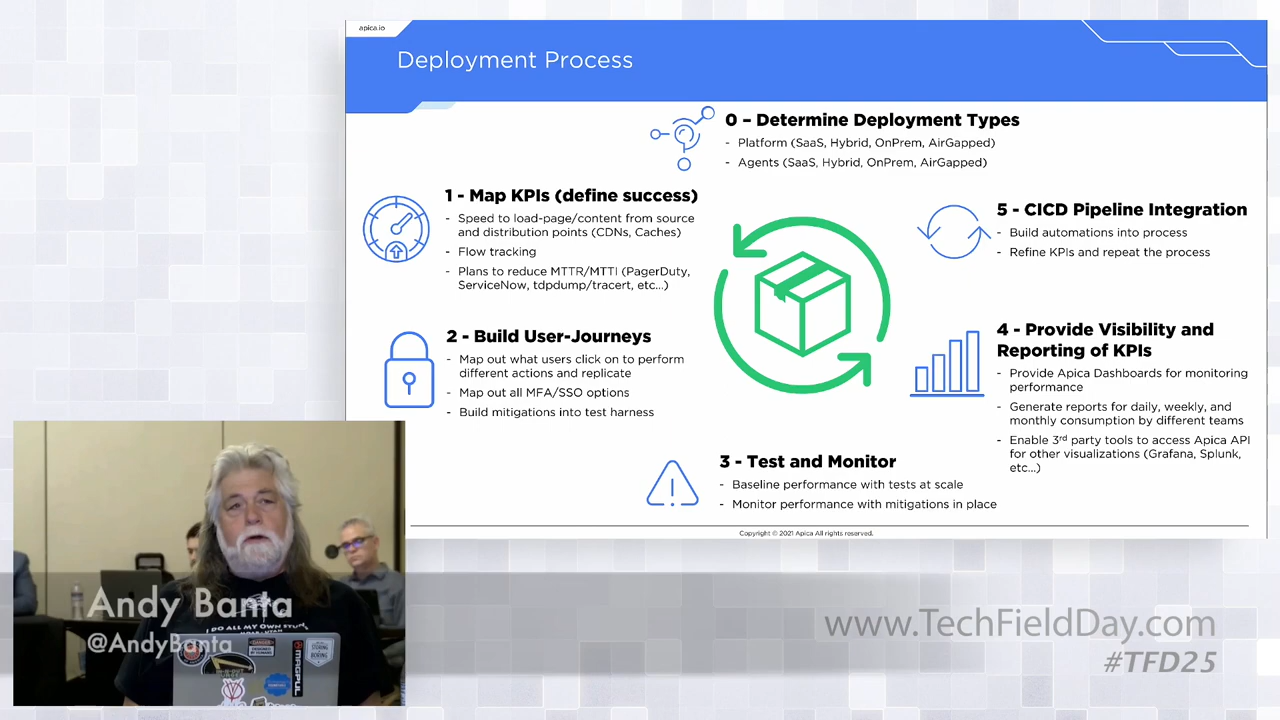 apica.io
Deployment Process
0 – Determine Deployment Types
- Platform (SaaS, Hybrid, OnPrem, AirGapped)
- Agents (SaaS, Hybrid, OnPrem, AirGapped)
1 - Map KPIs (define success)
- Speed to load-page/content from source
and distribution points (CDNs, Caches)
- Flow tracking
- Plans to reduce MTTR/MTTI (PagerDuty,
ServiceNow, tdpdump/tracert, etc...)
2 - Build User-Journeys
- Map out what users click on to perform
different actions and replicate
- Map out all MFA/SSO options
- Build mitigations into test harness
3 - Test and Monitor
- Baseline performance with tests at scale
- Monitor performance with mitigations in place
4 - Provide Visibility and
Reporting of KPIs
- Provide Apica Dashboards for monitoring
performance
- Generate reports for daily, weekly, and
monthly consumption by different teams
- Enable 3rd party tools to access Apica API
for other visualizations (Grafana, Splunk,
etc...)
5 - CICD Pipeline Integration
- Build automations into process
- Refine KPIs and repeat the process
Copyright © 2021 Apica All rights reserved.
Andy Banta
@AndyBanta
I DO ALL MY OWN
MAGPUL
www.TechFieldDay.com
#TFD25